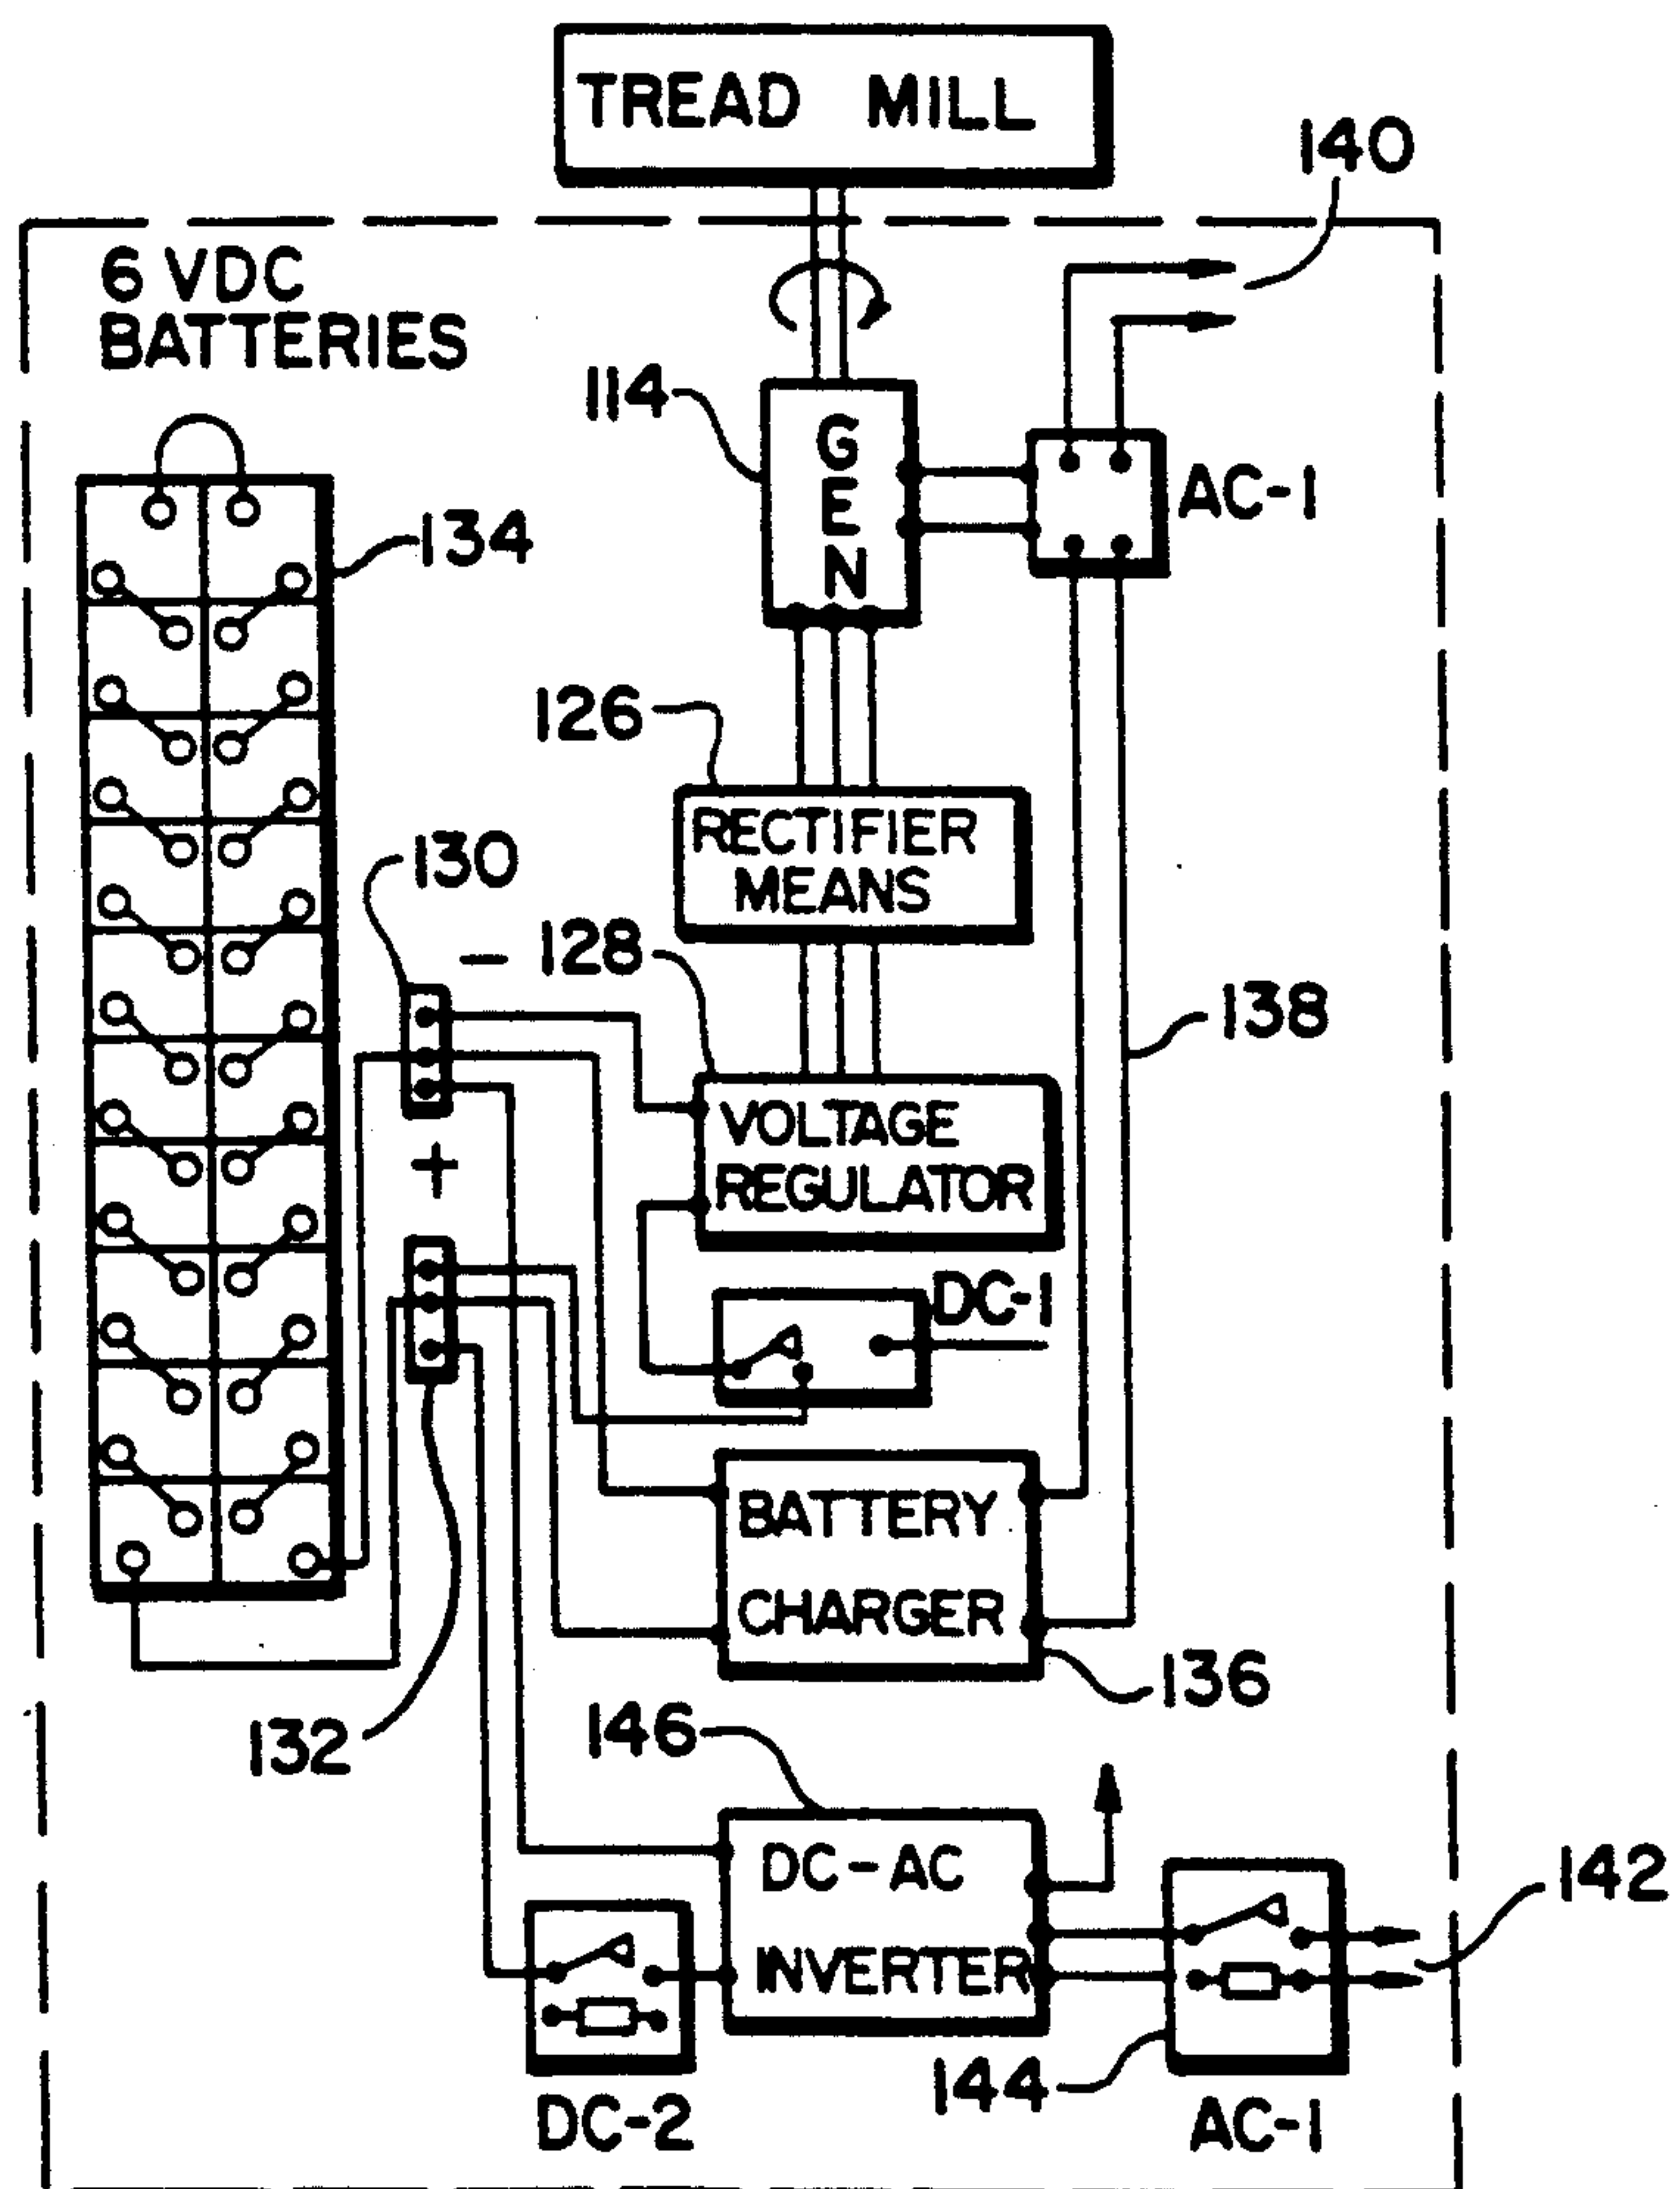 TREAD MILL
140
6 VDC
BATTERIES
114
GEN
AC-1
134
126
RECTIFIER
MEANS
130
- 128
138
VOLTAGE
REGULATOR
+
DC-1
BATTERY
CHARGER
136
132
146
DC-AC
INVERTER
142
144
DC-2
AC-1